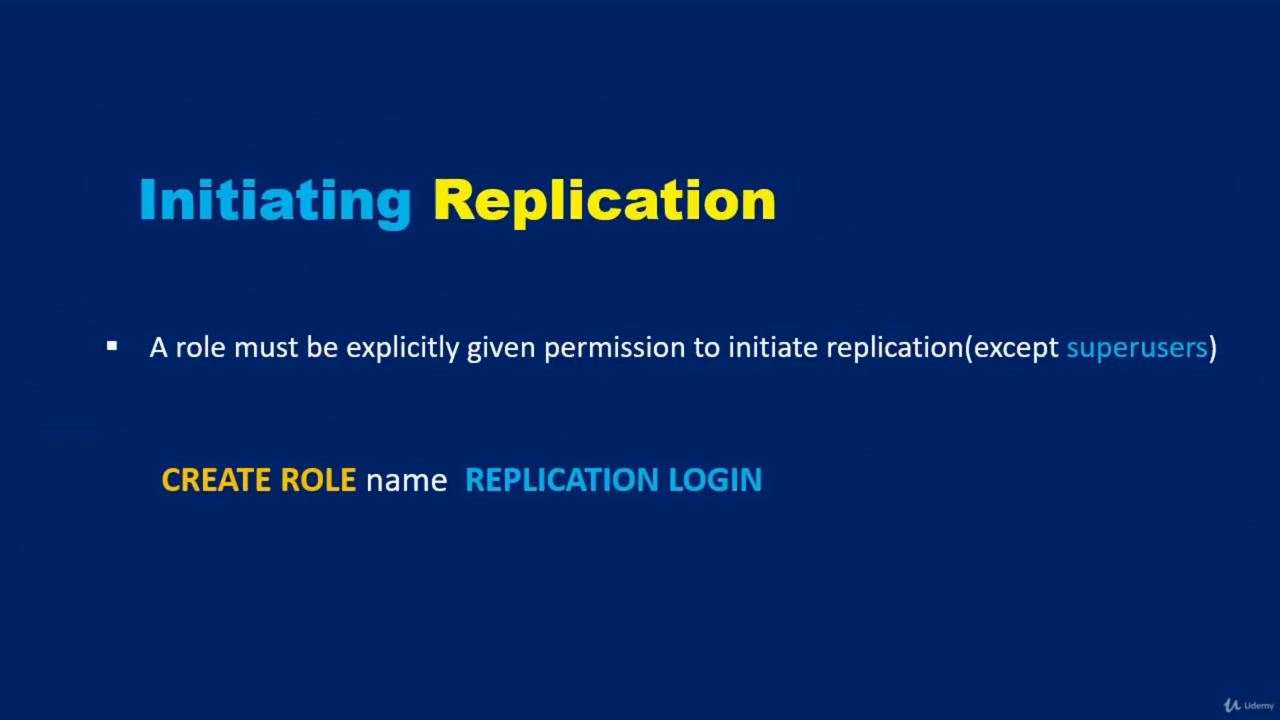 Initiating Replication
▪ A role must be explicitly given permission to initiate replication(except superusers)
CREATE ROLE name REPLICATION LOGIN
Udemy